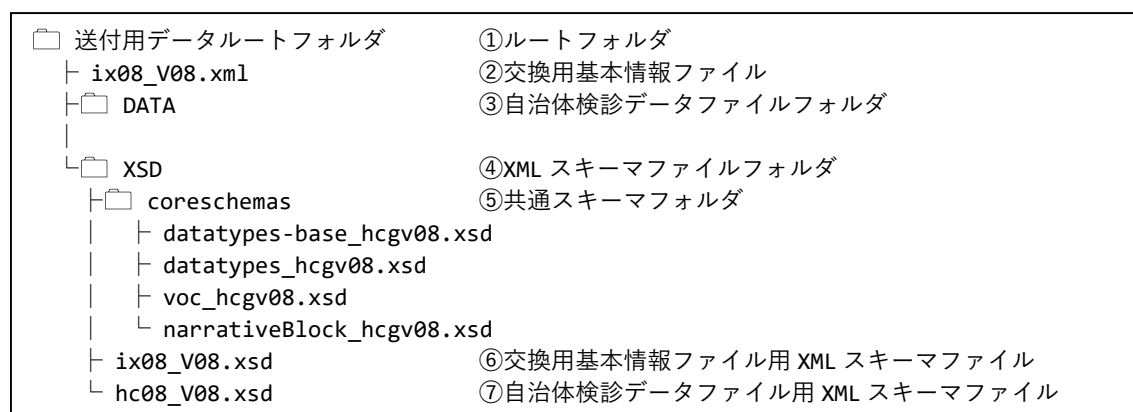 送付用データルートフォルダ ①ルートフォルダ
├ ix08_V08.xml ②交換用基本情報ファイル
├ DATA ③自治体検診データファイルフォルダ
│
└ XSD ④XML スキーマファイルフォルダ
├ coreschemas ⑤共通スキーマフォルダ
│ ├ datatypes-base_hcgv08.xsd
│ ├ datatypes_hcgv08.xsd
│ ├ voc_hcgv08.xsd
│ └ narrativeBlock_hcgv08.xsd
├ ix08_V08.xsd ⑥交換用基本情報ファイル用 XML スキーマファイル
└ hc08_V08.xsd ⑦自治体検診データファイル用 XML スキーマファイル